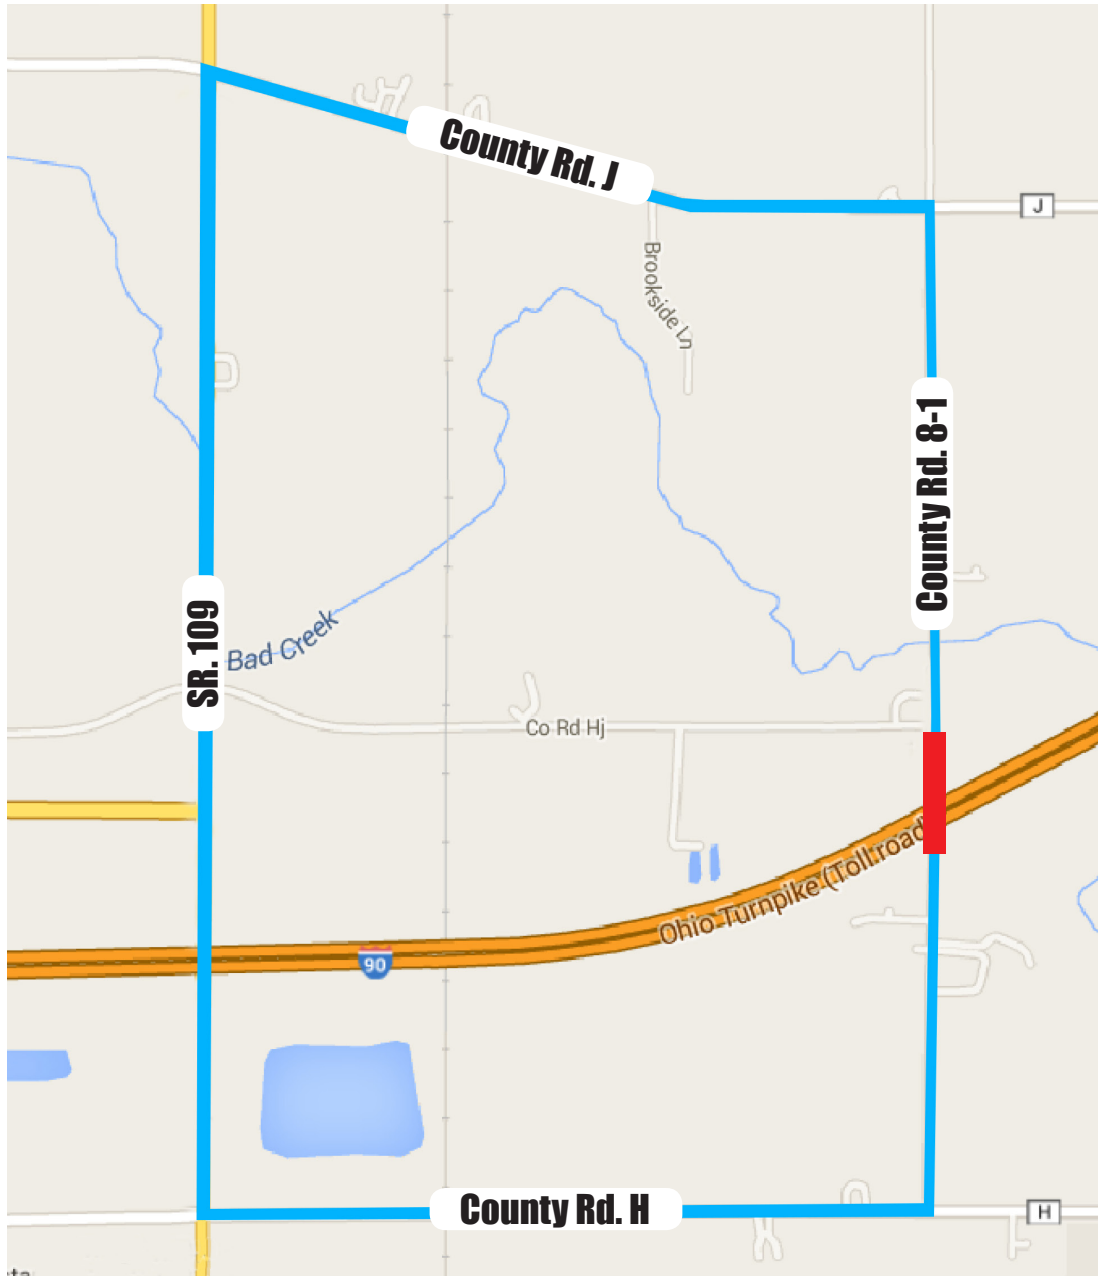 County Rd. J
J
Brookside Ln
County Rd. 8-1
SR. 109
Bad Creek
Co Rd Hj
Ohio Turnpike (Toll road)
90
County Rd. H
H